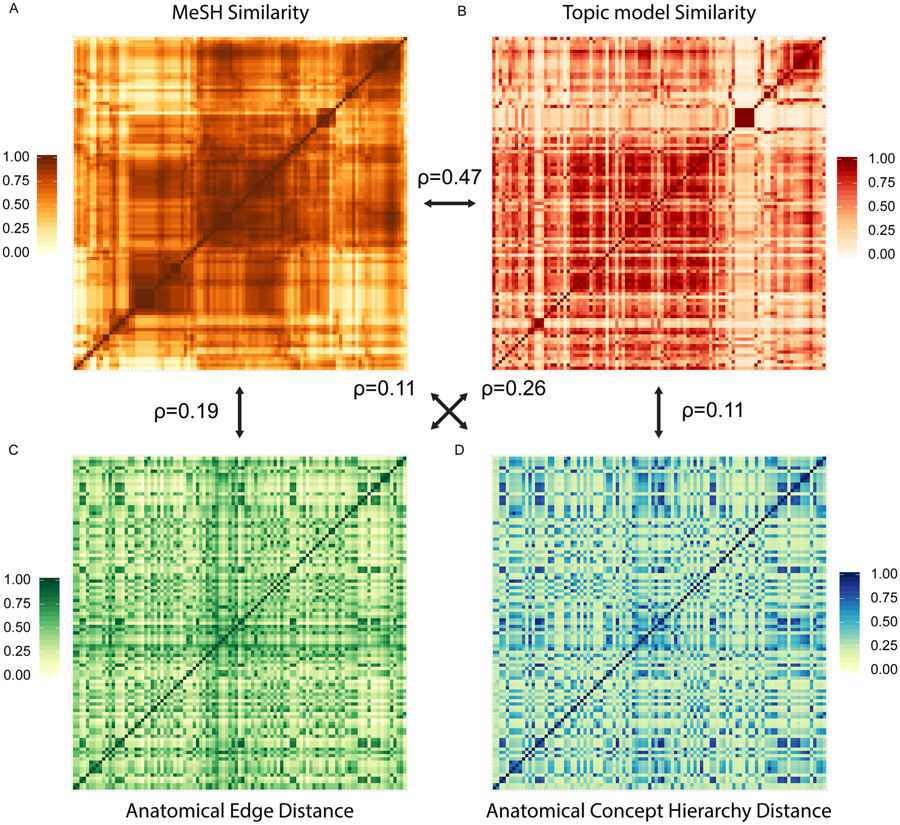 A
MeSH Similarity
B
Topic model Similarity
1.00
0.75
0.50
0.25
0.00
ρ=0.47
1.00
0.75
0.50
0.25
0.00
ρ=0.19
ρ=0.11
ρ=0.26
ρ=0.11
C
D
1.00
0.75
0.50
0.25
0.00
1.00
0.75
0.50
0.25
0.00
Anatomical Edge Distance
Anatomical Concept Hierarchy Distance